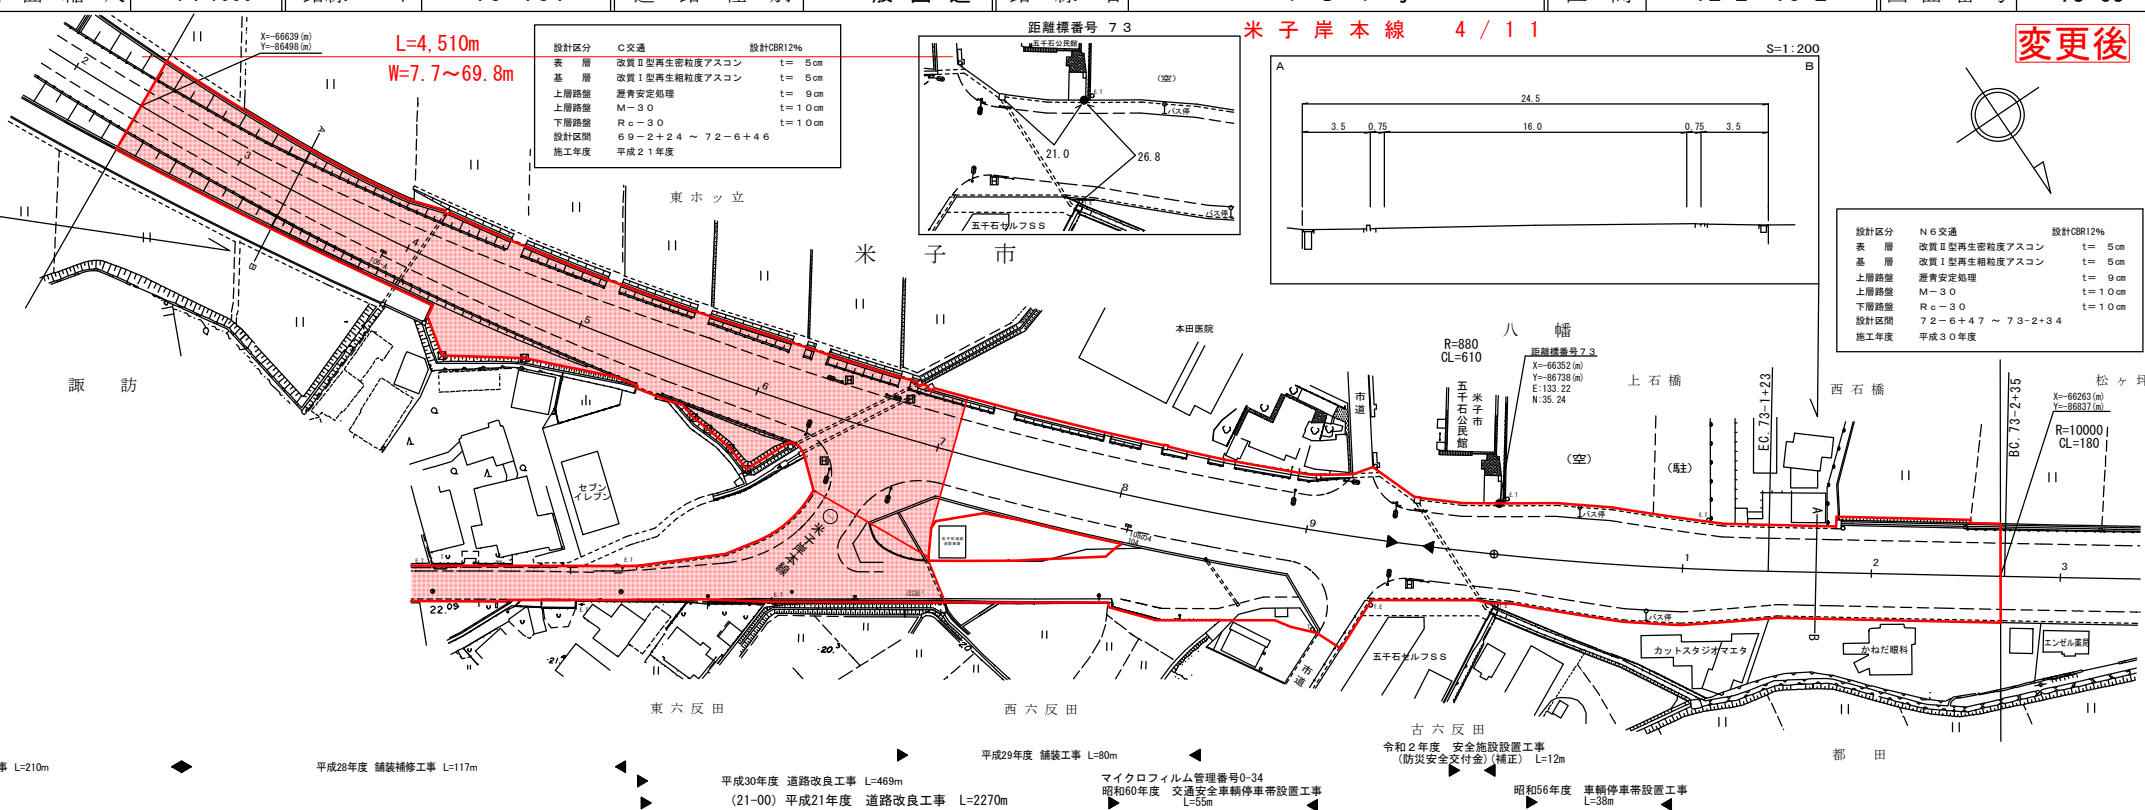 米子岸本線 4/11
変更後
L=4,510m
W=7.7～69.8m
X=-66639(m)
Y=-86498(m)
設計区分 C交通 設計CBR12%
表層 改質Ⅱ型再生密粒度アスコン t= 5cm
基層 改質Ⅰ型再生粗粒度アスコン t= 5cm
上層路盤 瀝青安定処理 t= 9cm
上層路盤 M-30 t=10cm
下層路盤 Rc-30 t=10cm
設計区間 69-2+24 ～ 72-6+46
施工年度 平成21年度
距離標番号 73
五千石公民館
(空)
バス停
21.0
26.8
バス停
五千石セルフSS
S=1:200
A B
24.5
3.5 0.75 16.0 0.75 3.5
設計区分 N6交通 設計CBR12%
表層 改質Ⅱ型再生密粒度アスコン t= 5cm
基層 改質Ⅰ型再生粗粒度アスコン t= 5cm
上層路盤 瀝青安定処理 t= 9cm
上層路盤 M-30 t=10cm
下層路盤 Rc-30 t=10cm
設計区間 72-6+47 ～ 73-2+34
施工年度 平成30年度
東ホッ立
米子市
諏訪
本田医院
八幡
R=880
CL=610
距離標番号73
X=-66352(m)
Y=-86738(m)
E:133.22
N:35.24
米子市
五千石公民館
市道
上石橋
(空)
(駐)
EC.73-1+23
西石橋
BC.73-2+35
松ヶ坪
X=-66263(m)
Y=-86837(m)
R=10000
CL=180
セブン
イレブン
米子岸本線
バス停
バス停
22.09
20.3
五千石セルフSS
市道
カットスタジオマエタ
かねだ眼科
エンゼル薬局
東六反田
西六反田
古六反田
都田
事 L=210m
平成28年度 舗装補修工事 L=117m
平成29年度 舗装工事 L=80m
令和2年度 安全施設設置工事
(防災安全交付金)(補正) L=12m
平成30年度 道路改良工事 L=469m
(21-00) 平成21年度 道路改良工事 L=2270m
マイクロフィルム管理番号0-34
昭和60年度 交通安全車輌停車帯設置工事
L=55m
昭和56年度 車輌停車帯設置工事
L=38m